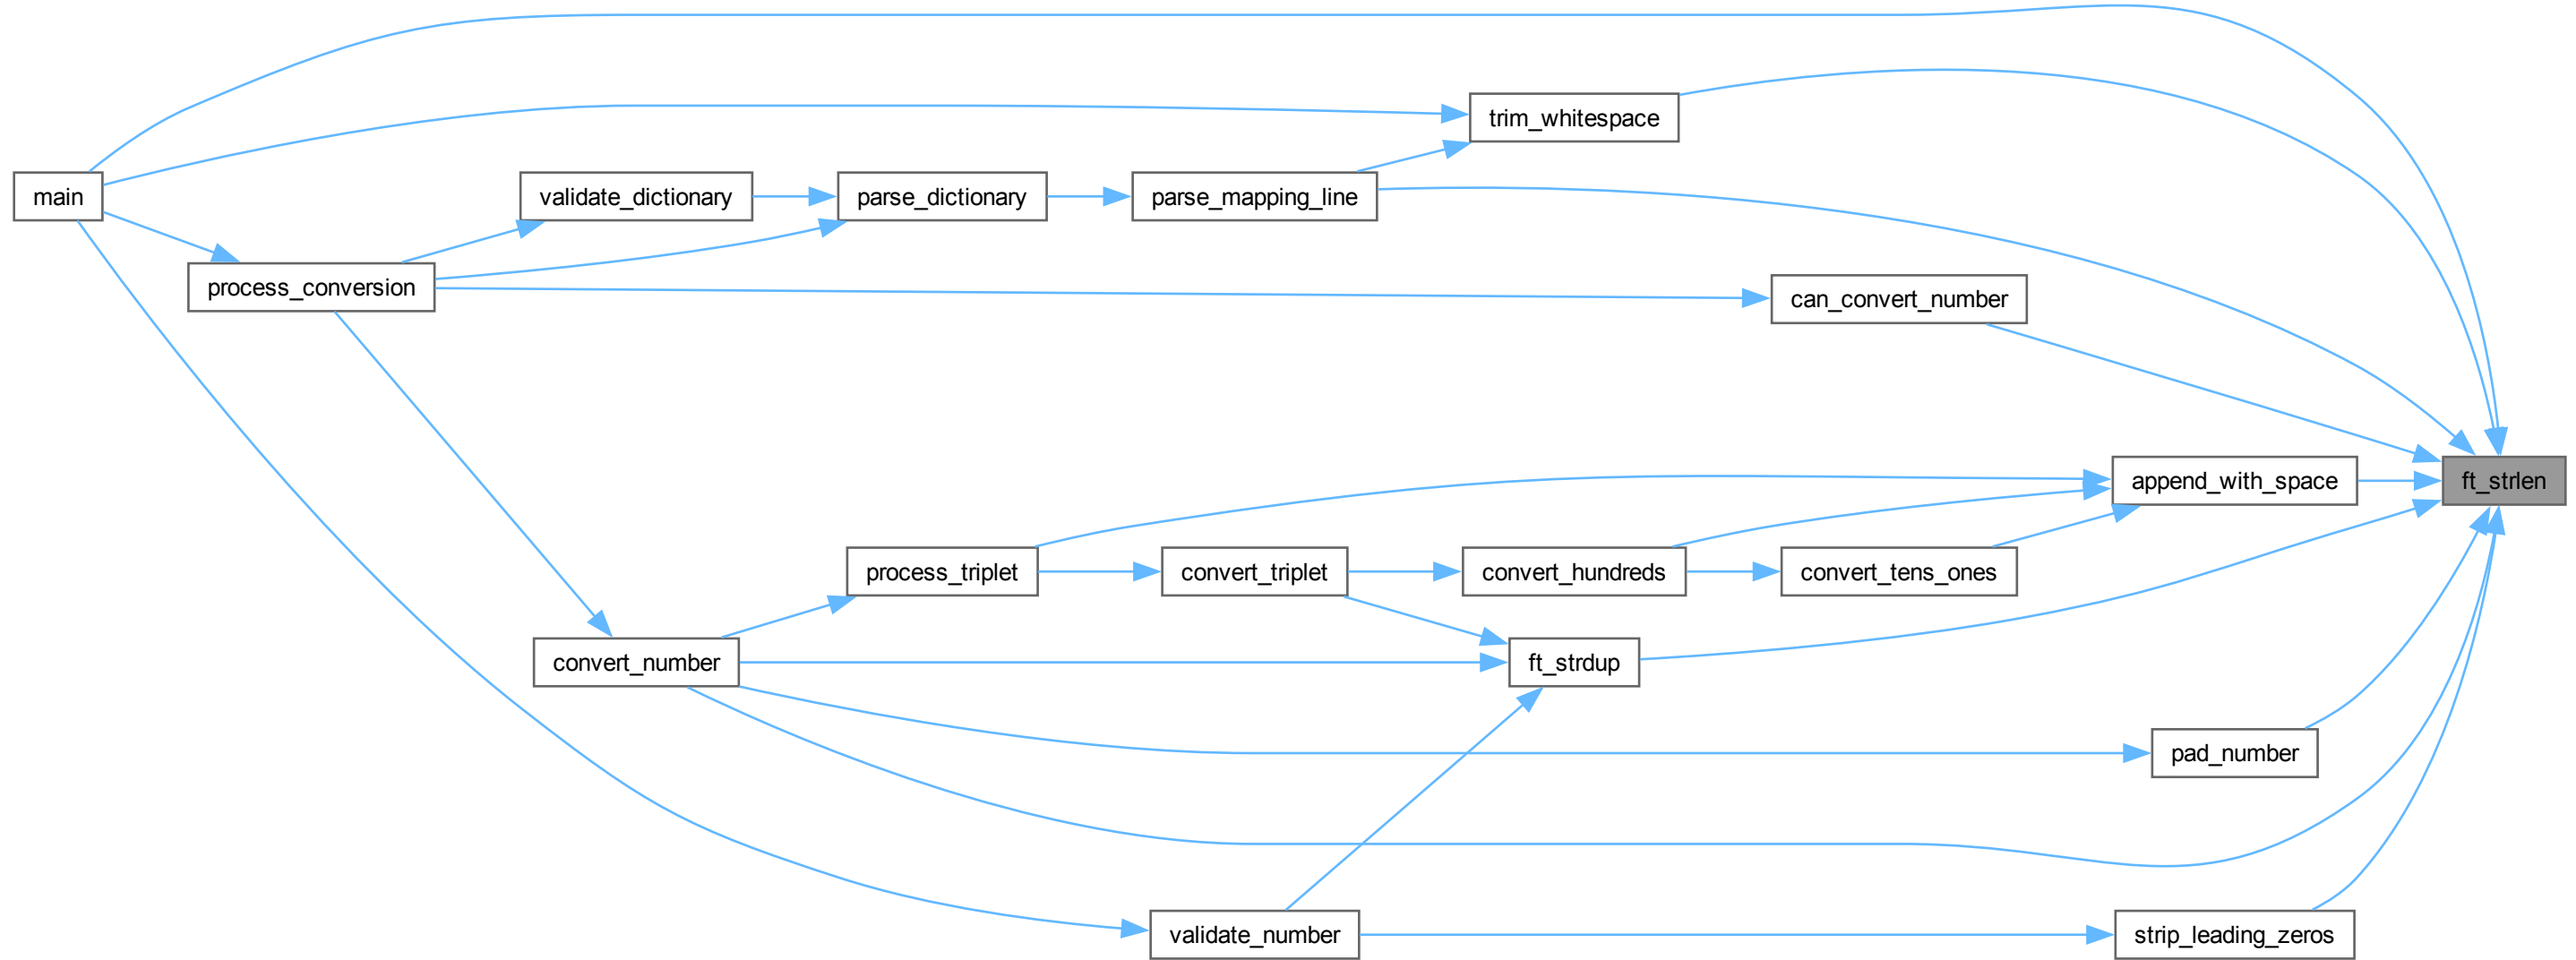 trim_whitespace
main
validate_dictionary
parse_dictionary
parse_mapping_line
process_conversion
can_convert_number
append_with_space
ft_strlen
process_triplet
convert_triplet
convert_hundreds
convert_tens_ones
convert_number
ft_strdup
pad_number
validate_number
strip_leading_zeros